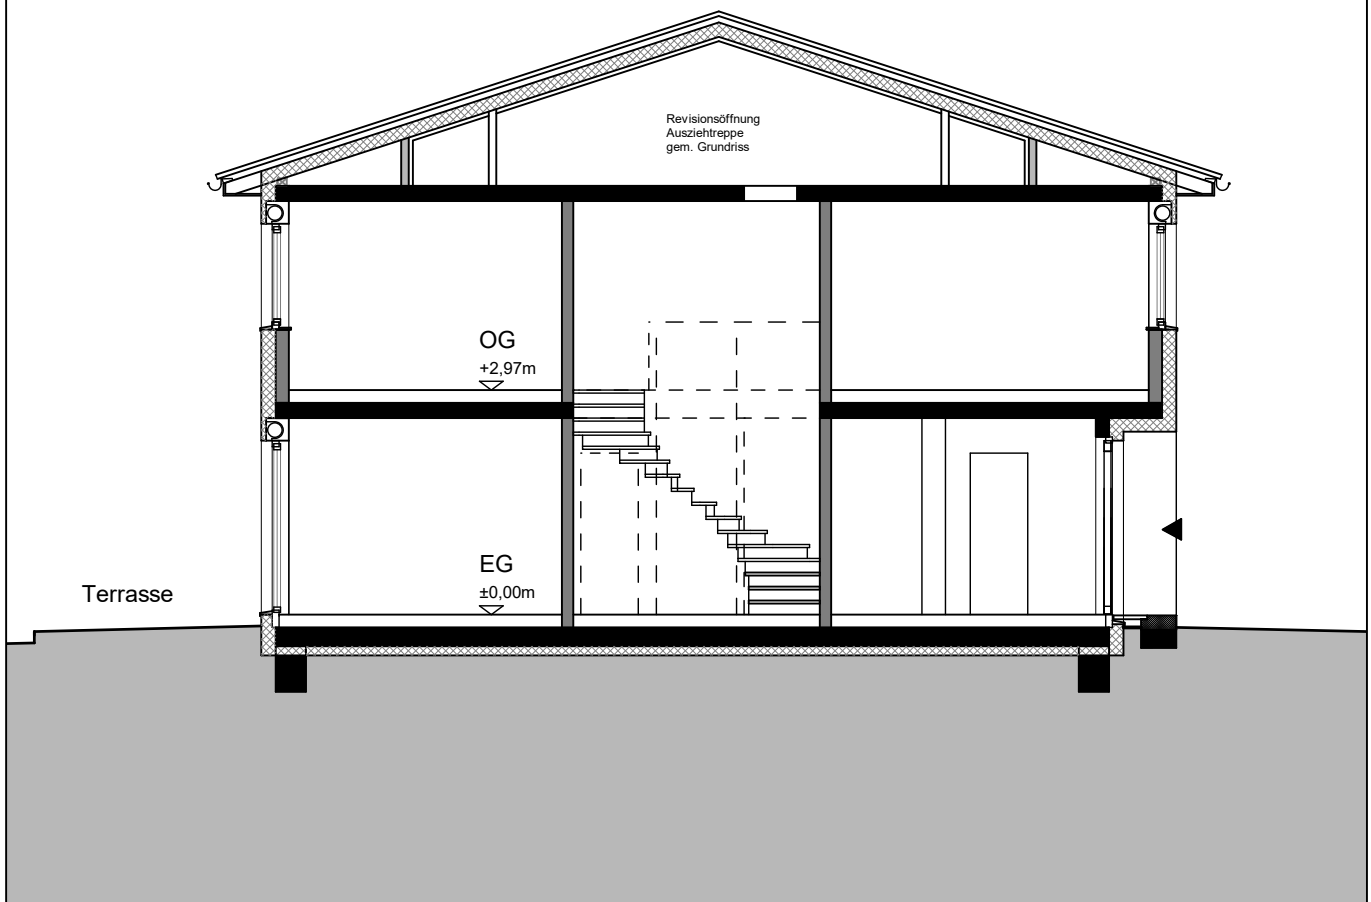 Revisionsöffnung
Ausziehtreppe
gem. Grundriss
OG
+2,97m
EG
±0,00m
Terrasse